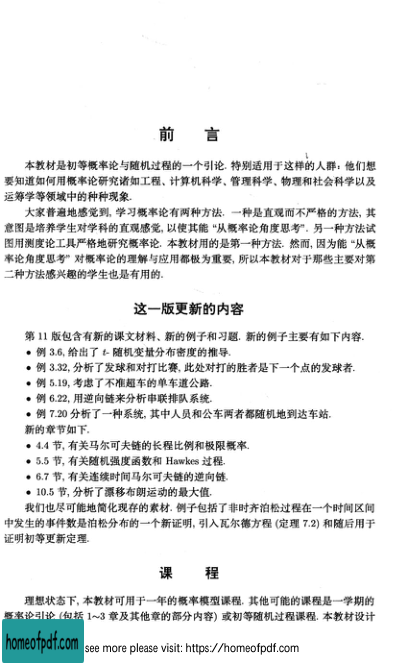 前 言
本教材是初等概率论与随机过程的一个引论. 特别适用于这样的人群: 他们想
要知道如何用概率论研究诸如工程、计算机科学、管理科学、物理和社会科学以及
运筹学等领域中的种种现象.
大家普遍地感觉到, 学习概率论有两种方法. 一种是直观而不严格的方法, 其
意图是培养学生对学科的直观感觉, 以使其能 “从概率论角度思考”. 另一种方法试
图用测度论工具严格地研究概率论. 本教材用的是第一种方法. 然而, 因为能 “从概
率论角度思考” 对概率论的理解与应用都极为重要, 所以本教材对于那些主要对第
二种方法感兴趣的学生也是有用的.
这一版更新的内容
第 11 版包含有新的课文材料、新的例子和习题. 新的例子主要有如下内容.
• 例 3.6, 给出了 t- 随机变量分布密度的推导.
• 例 3.32, 分析了发球和对打比赛, 此处对打的胜者是下一个点的发球者.
• 例 5.19, 考虑了不准超车的单车道公路.
• 例 6.22, 用逆向链来分析串联排队系统.
• 例 7.20 分析了一种系统, 其中人员和公车两者都随机地到达车站.
新的章节如下.
• 4.4 节, 有关马尔可夫链的长程比例和极限概率.
• 5.5 节, 有关随机强度函数和 Hawkes 过程.
• 6.7 节, 有关连续时间马尔可夫链的逆向链.
• 10.5 节, 分析了漂移布朗运动的最大值.
我们也尽可能地简化现存的素材. 例子包括了非时齐泊松过程在一个时间区间
中发生的事件数是泊松分布的一个新证明, 引入瓦尔德方程 (定理 7.2) 和随后用于
证明初等更新定理.
课 程
理想状态下, 本教材可用于一年的概率模型课程. 其他可能的课程是一学期的
概率论引论 (包括 1~3 章及其他章的部分内容) 或初等随机过程课程. 本教材设计
homeofpdf.com
see more please visit: https://homeofpdf.com